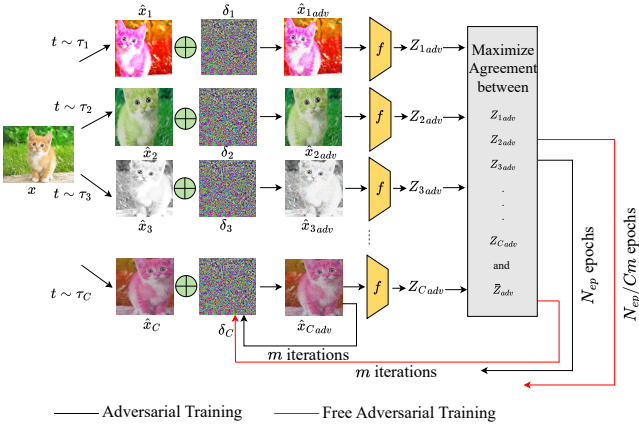 x̂₁ δ₁ x̂₁adv
t ∼ τ₁ f Z₁adv
Maximize
Agreement
between
t ∼ τ₂ f Z₂adv
x̂₂ δ₂ x̂₂adv
x
t ∼ τ₃ f Z₃adv
x̂₃ δ₃ x̂₃adv
t ∼ τC f ZCadv
x̂C δC x̂Cadv
Z₁adv
Z₂adv
Z₃adv
.
.
.
ZCadv
and
Z̄adv
m iterations
m iterations
Nep epochs
Nep/Cm epochs
Adversarial Training Free Adversarial Training